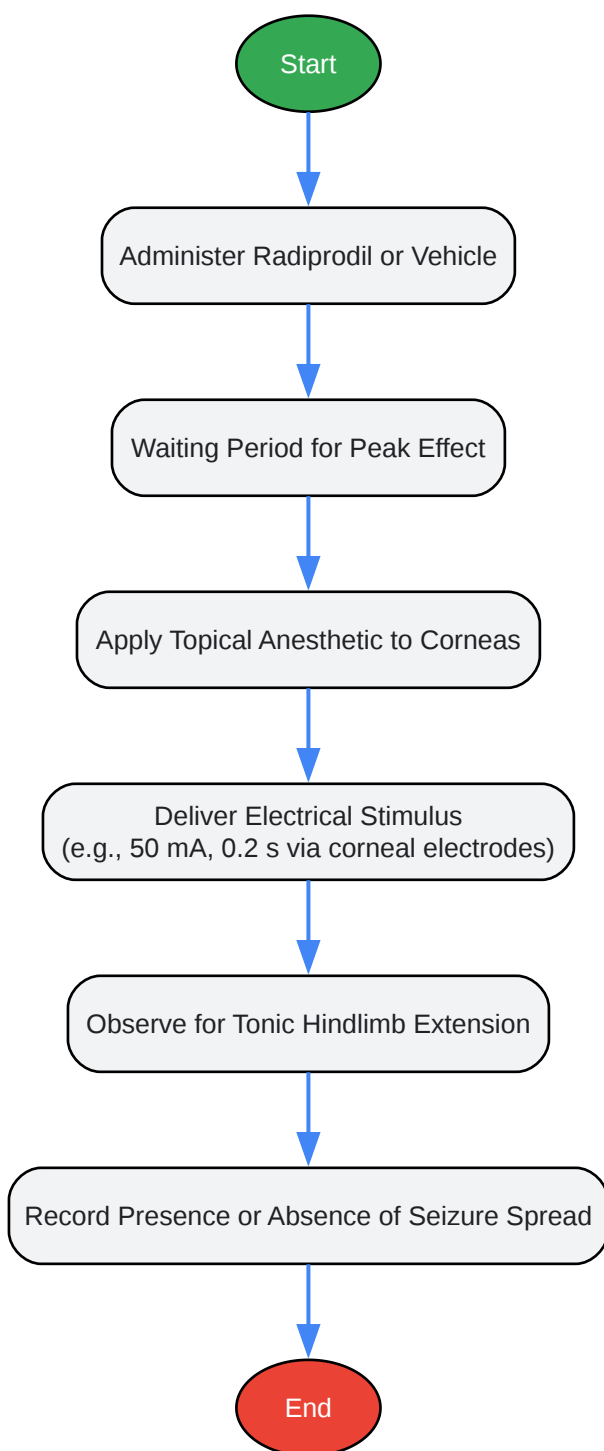 Start
Administer Radiprodil or Vehicle
Waiting Period for Peak Effect
Apply Topical Anesthetic to Corneas
Deliver Electrical Stimulus
(e.g., 50 mA, 0.2 s via corneal electrodes)
Observe for Tonic Hindlimb Extension
Record Presence or Absence of Seizure Spread
End